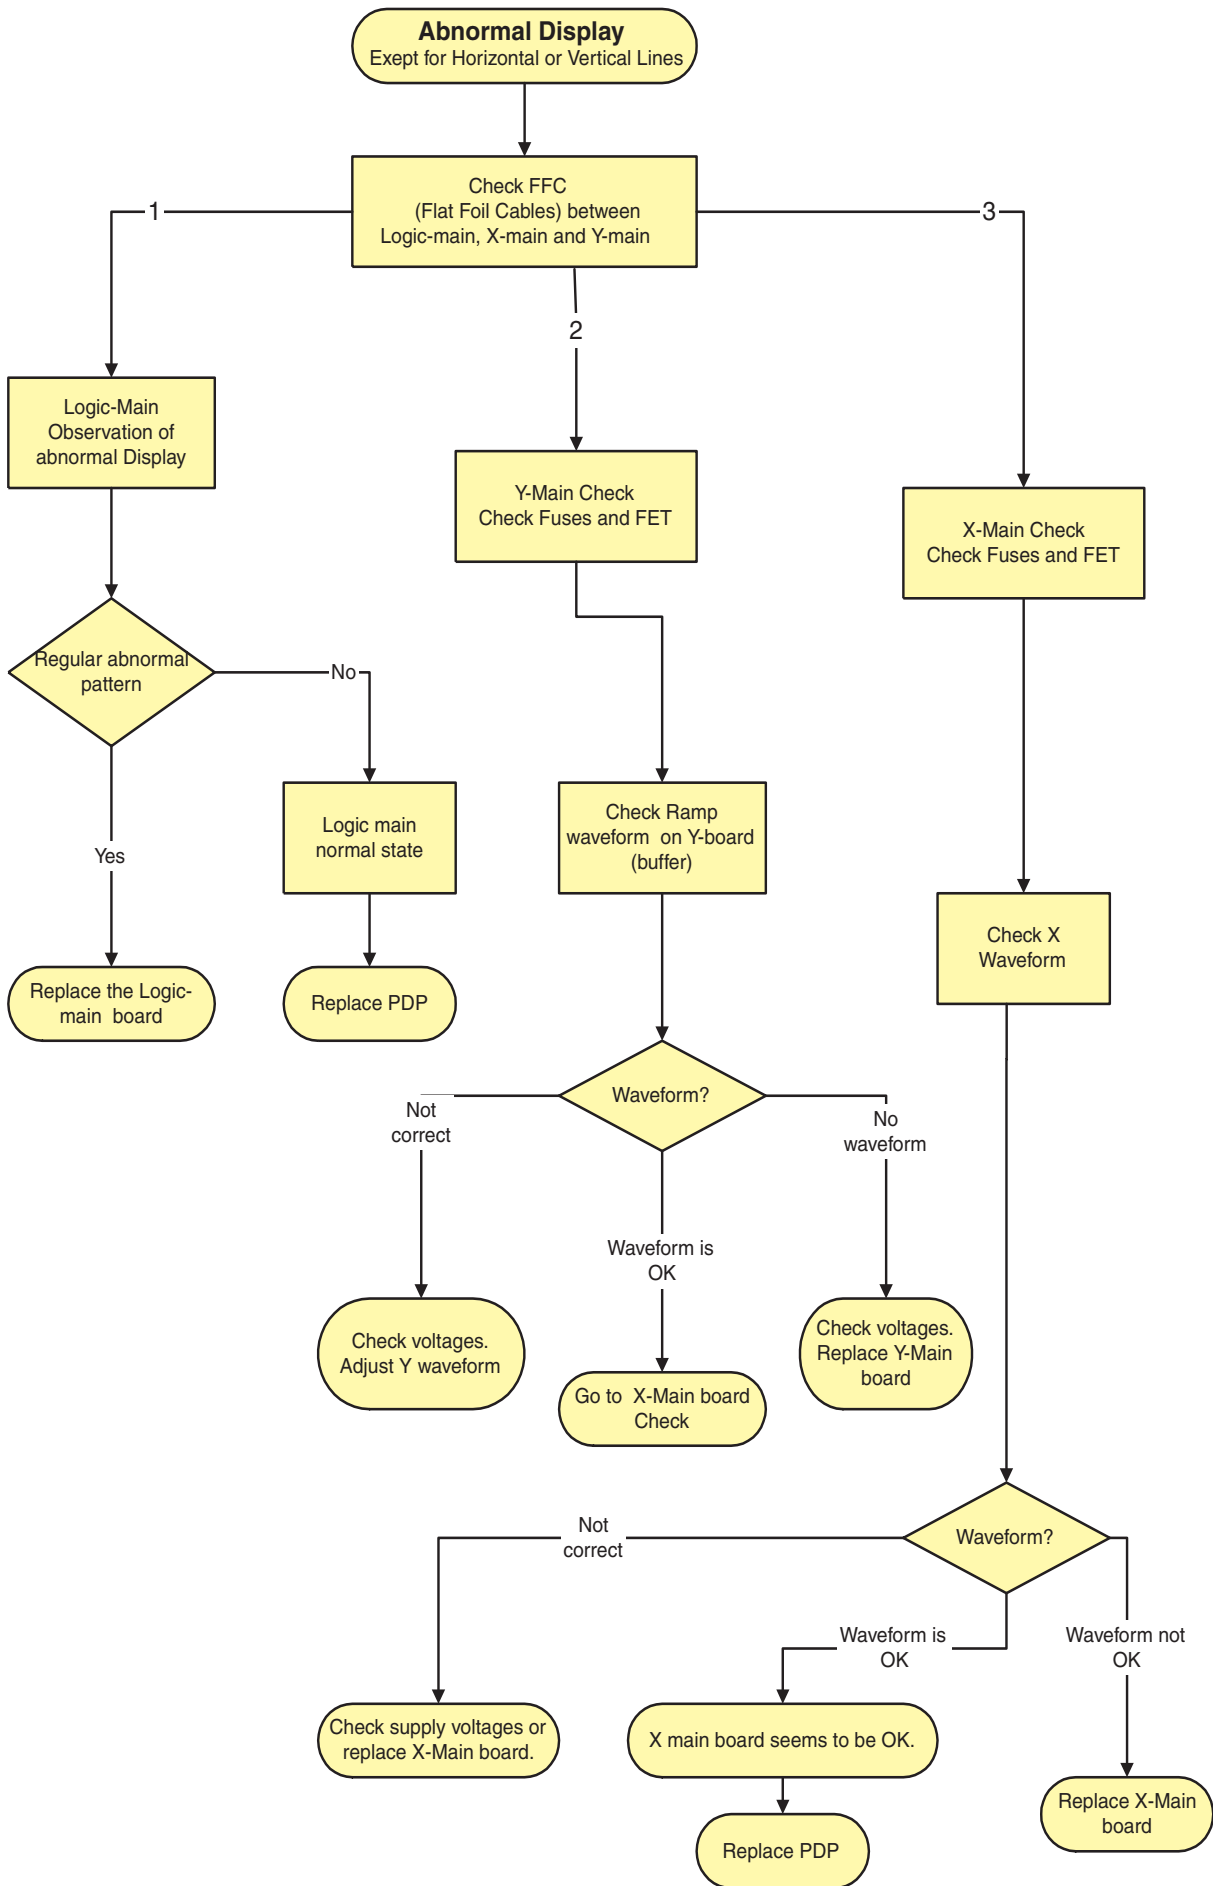 Abnormal Display
Exept for Horizontal or Vertical Lines
Check FFC
(Flat Foil Cables) between
Logic-main, X-main and Y-main
1
3
2
Logic-Main
Observation of
abnormal Display
Y-Main Check
Check Fuses and FET
X-Main Check
Check Fuses and FET
Regular abnormal
pattern
No
Yes
Logic main
normal state
Check Ramp
waveform on Y-board
(buffer)
Check X
Waveform
Replace the Logic-
main board
Replace PDP
Waveform?
Not
correct
No
waveform
Waveform is
OK
Check voltages.
Adjust Y waveform
Go to X-Main board
Check
Check voltages.
Replace Y-Main
board
Waveform?
Not
correct
Waveform is
OK
Waveform not
OK
Check supply voltages or
replace X-Main board.
X main board seems to be OK.
Replace X-Main
board
Replace PDP